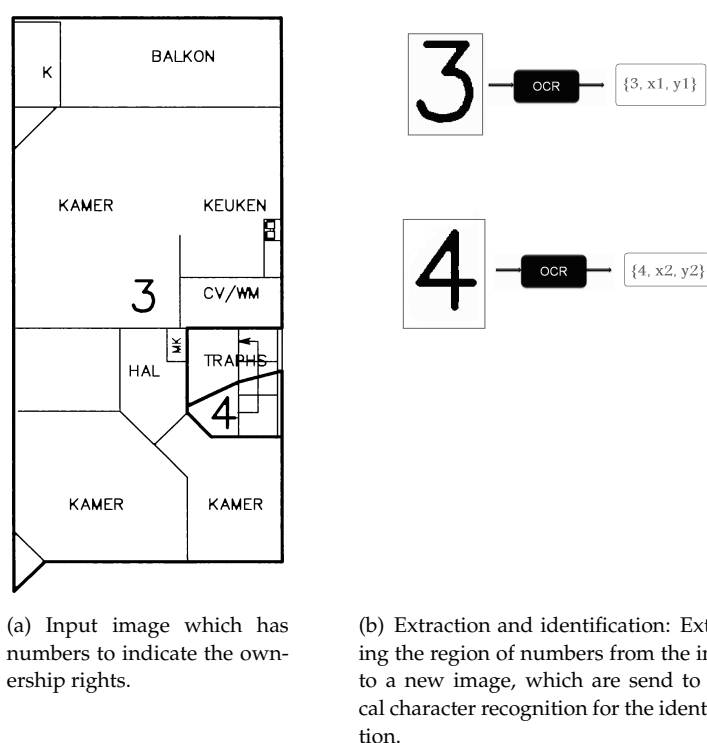 BALKON
K
KAMER KEUKEN
3
CV/WM
MK
TRAPHS
HAL
4
KAMER KAMER
(a) Input image which has
numbers to indicate the own-
ership rights.
3 OCR {3, x1, y1}
4 OCR {4, x2, y2}
(b) Extraction and identification: Ext
ing the region of numbers from the i
to a new image, which are send to
cal character recognition for the ident
tion.